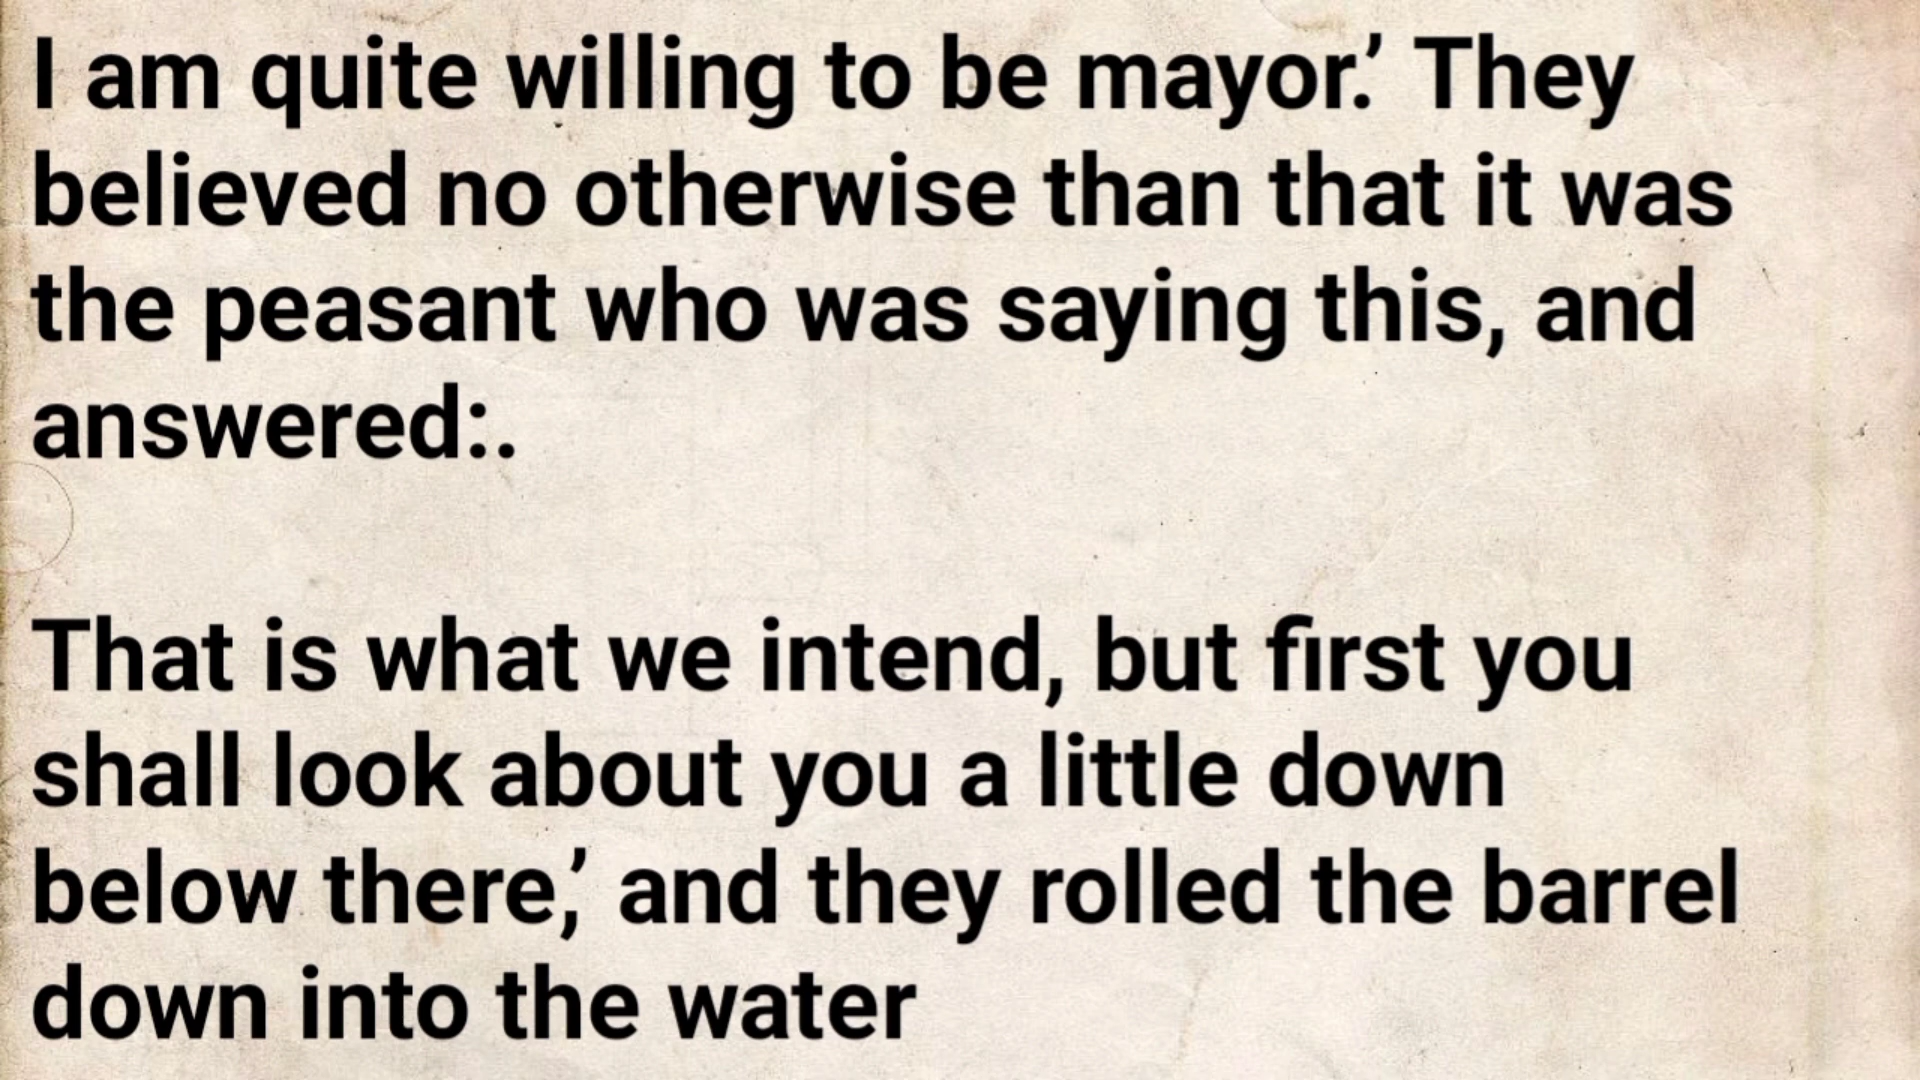 I am quite willing to be mayor.’ They
believed no otherwise than that it was
the peasant who was saying this, and
answered:.
That is what we intend, but first you
shall look about you a little down
below there,’ and they rolled the barrel
down into the water